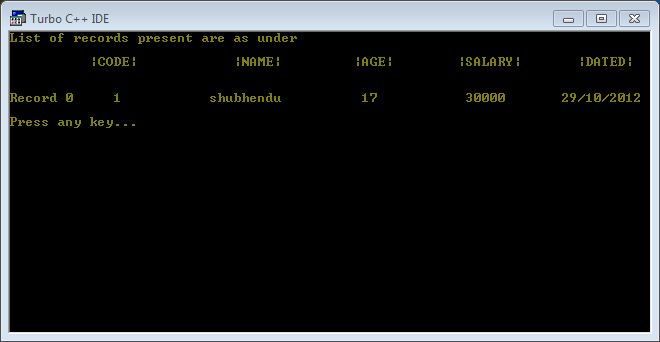 Turbo C++ IDE
List of records present are as under
¦CODE¦ ¦NAME¦ ¦AGE¦ ¦SALARY¦ ¦DATED¦
Record 0 1 shubhendu 17 30000 29/10/2012
Press any key...